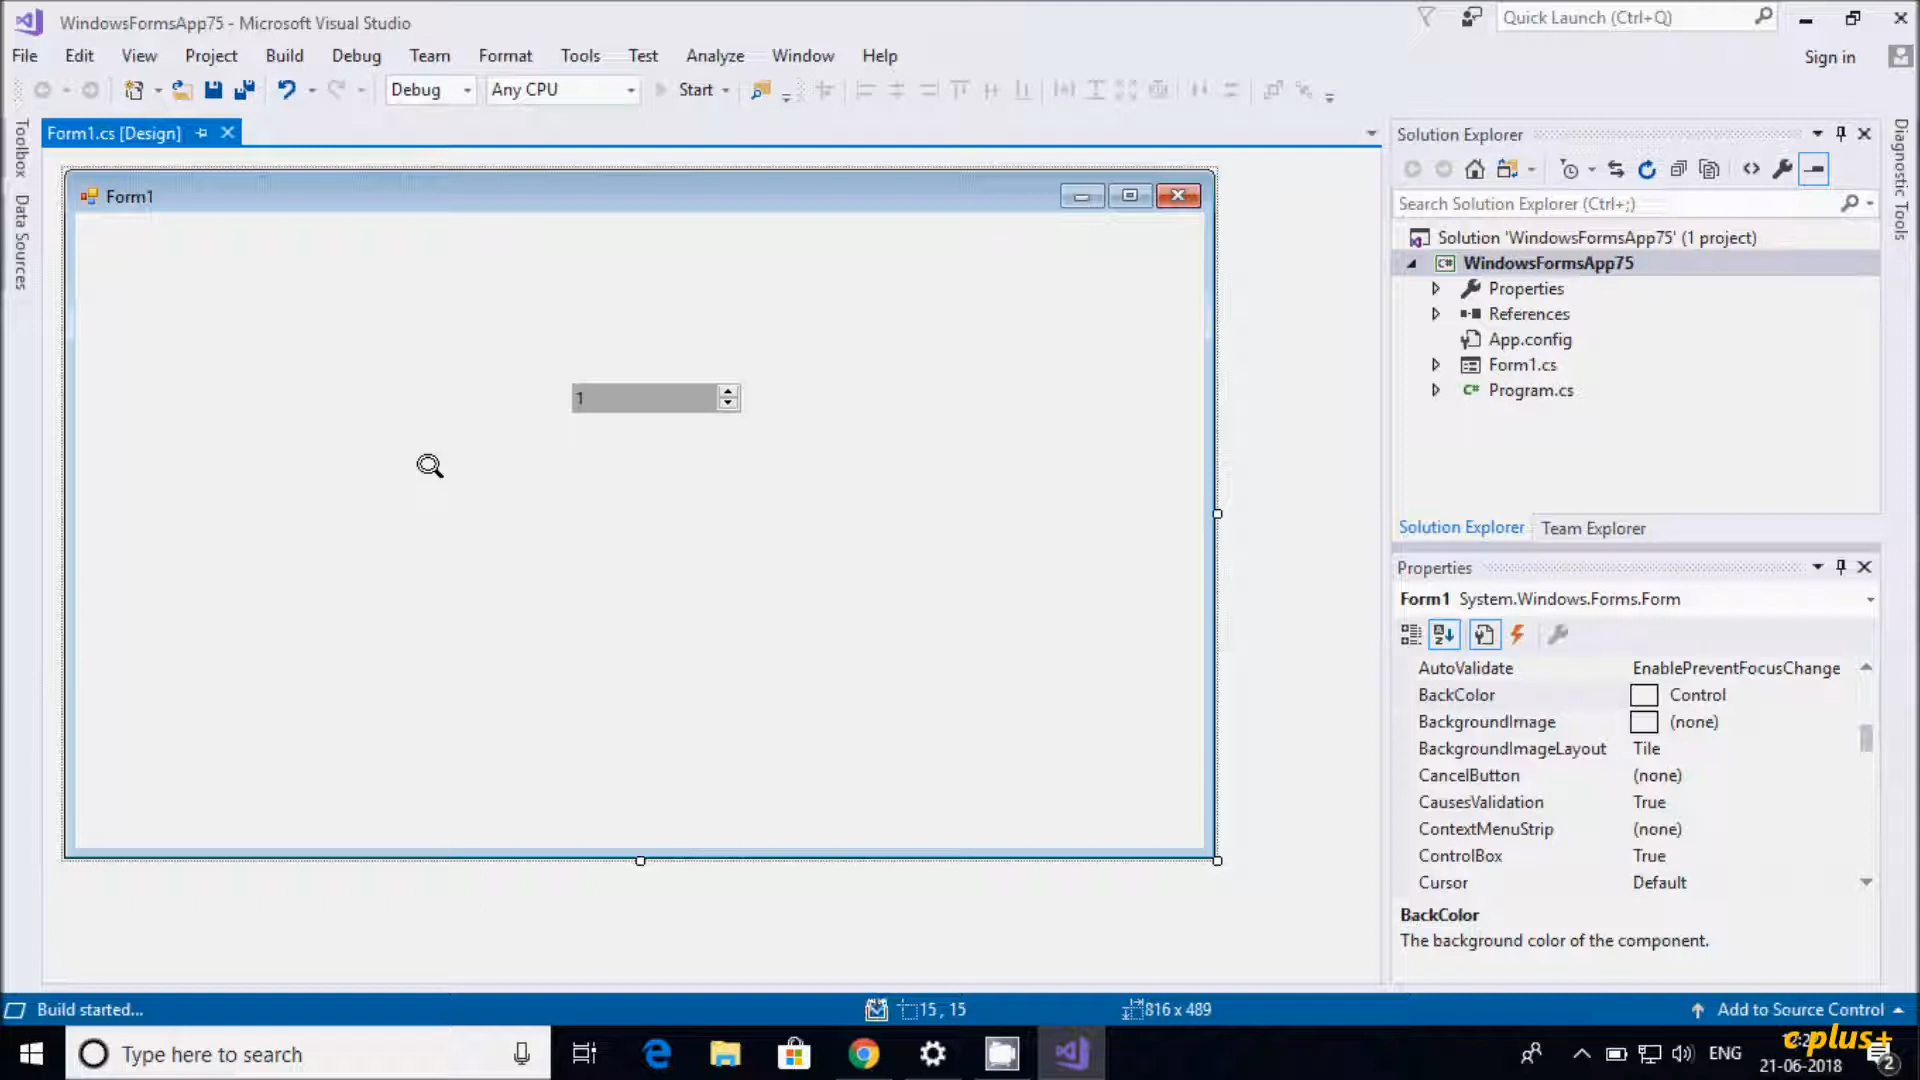 WindowsFormsApp75 - Microsoft Visual Studio
Quick Launch (Ctrl+Q)
File Edit View Project Build Debug Team Format Tools Test Analyze Window Help
Sign in
Debug Any CPU Start
Toolbox
Data Sources
Form1.cs [Design]
Form1
1
Solution Explorer
Search Solution Explorer (Ctrl+;)
Solution 'WindowsFormsApp75' (1 project)
C# WindowsFormsApp75
Properties
References
App.config
Form1.cs
C# Program.cs
Solution Explorer Team Explorer
Diagnostic Tools
Properties
Form1 System.Windows.Forms.Form
AutoValidate EnablePreventFocusChange
BackColor Control
BackgroundImage (none)
BackgroundImageLayout Tile
CancelButton (none)
CausesValidation True
ContextMenuStrip (none)
ControlBox True
Cursor Default
BackColor
The background color of the component.
Build started...
15 , 15
816 x 489
Add to Source Control
Type here to search
ENG
c plus+
21-06-2018
2